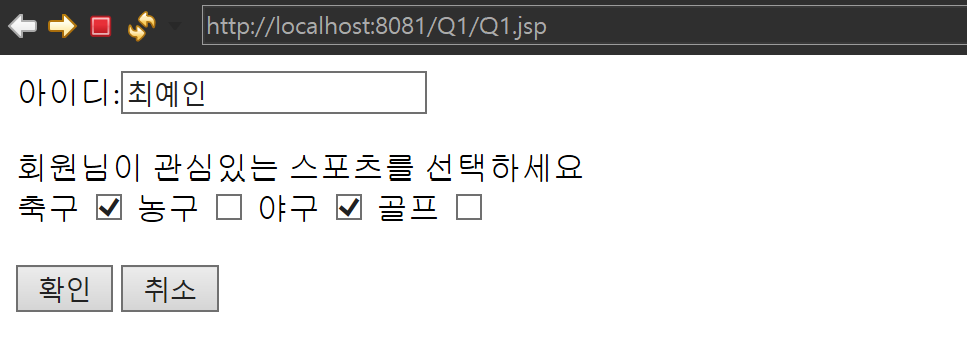 http://localhost:8081/Q1/Q1.jsp
아이디:최예인
회원님이 관심있는 스포츠를 선택하세요
축구 농구 야구 골프
확인 취소